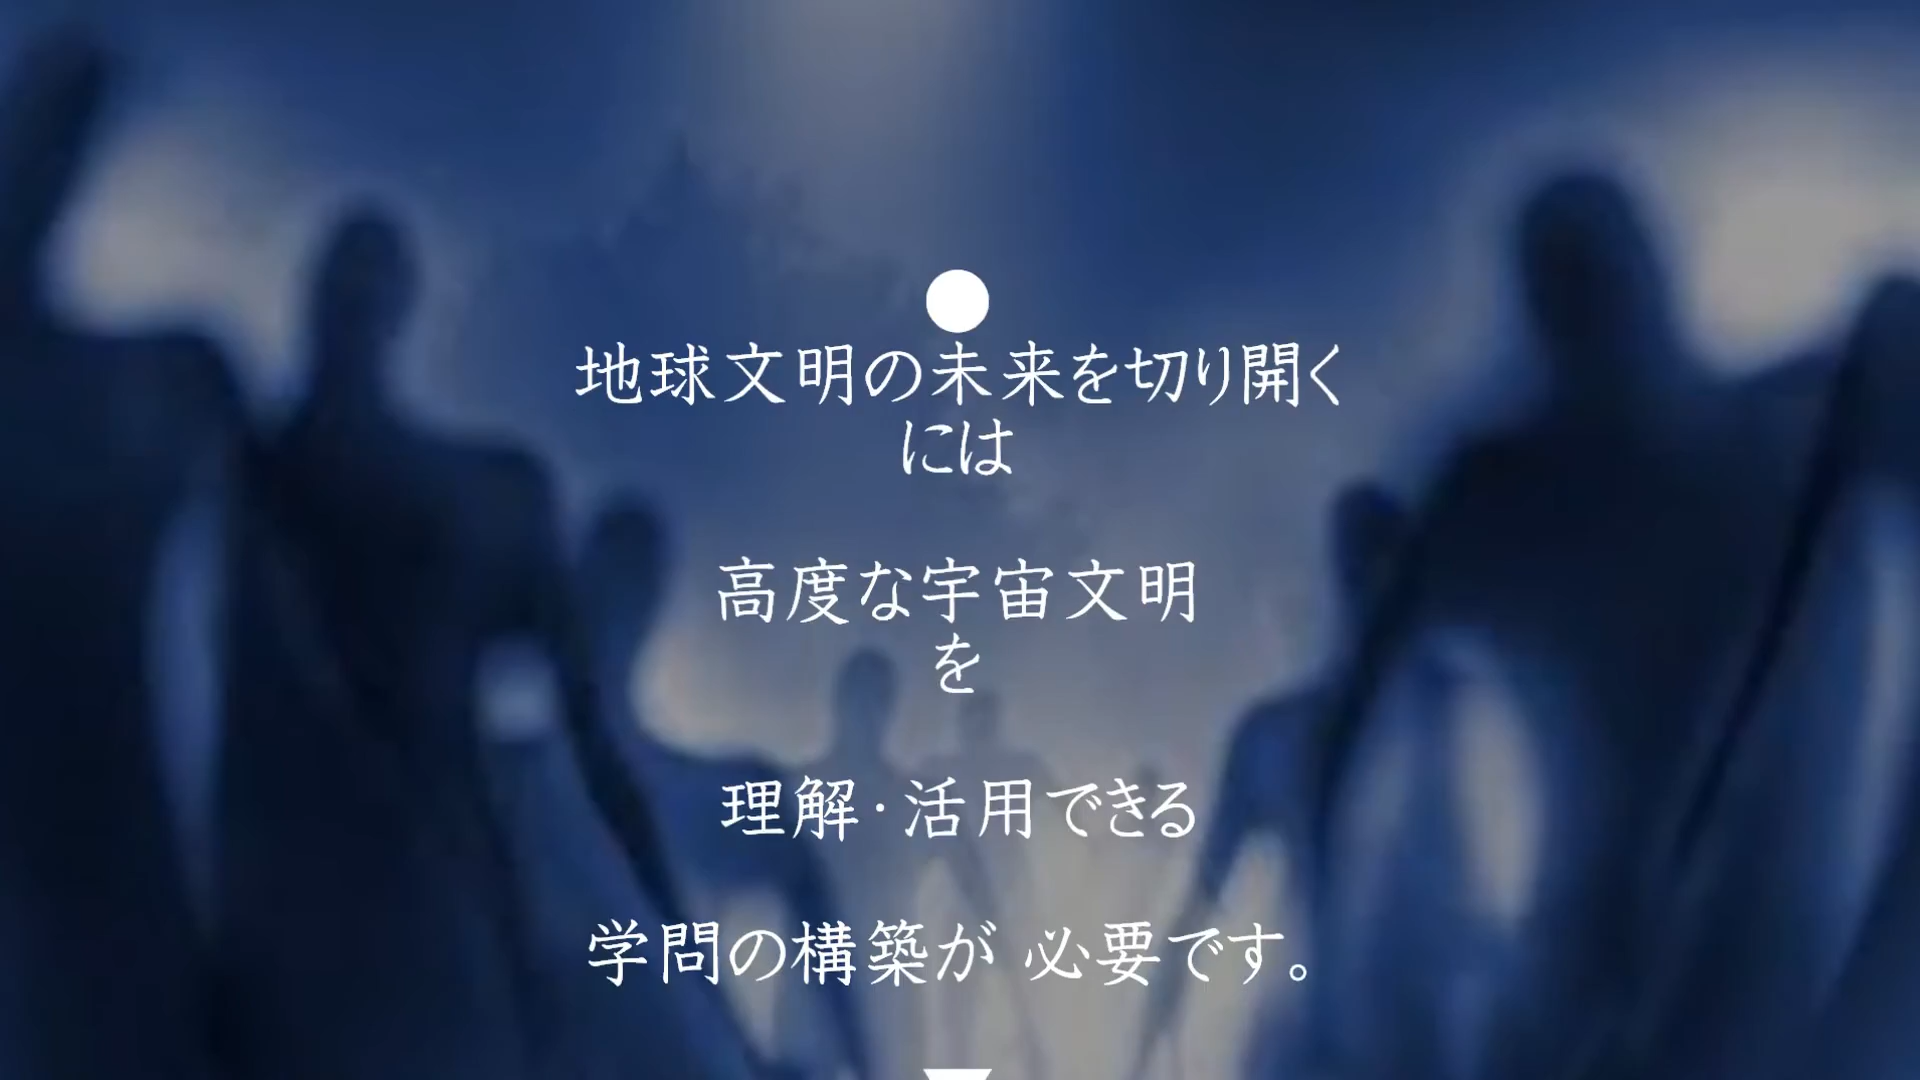 地球文明の未来を切り開く
には
高度な宇宙文明
を
理解·活用できる
学問の構築が 必要です。